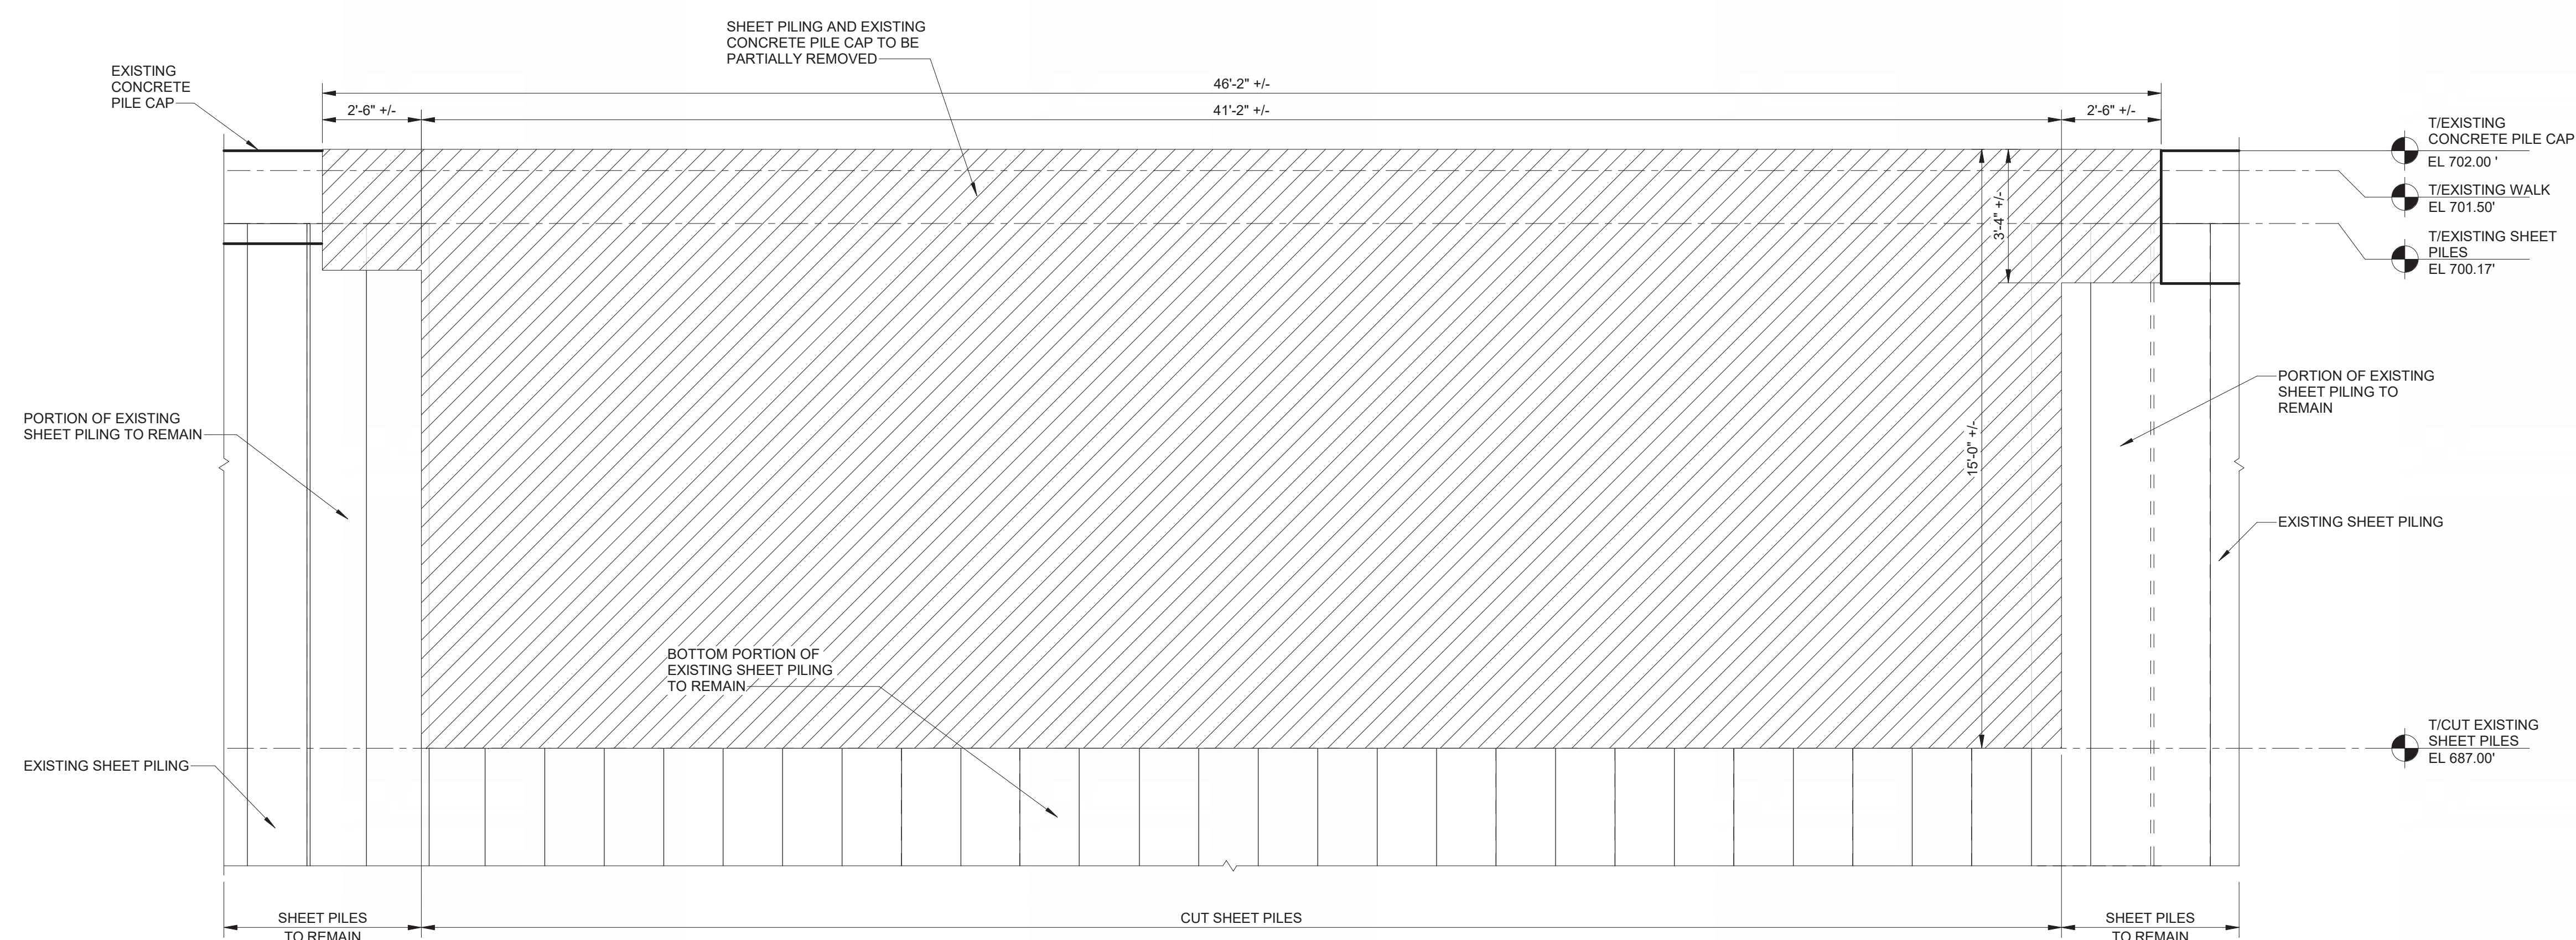 SHEET PILING AND EXISTING
CONCRETE PILE CAP TO BE
PARTIALLY REMOVED
EXISTING
CONCRETE
PILE CAP
46'-2" +/-
2'-6" +/-
41'-2" +/-
2'-6" +/-
T/EXISTING
CONCRETE PILE CAP
EL 702.00 '
T/EXISTING WALK
EL 701.50'
T/EXISTING SHEET
PILES
EL 700.17'
3'-4" +/-
15'-0" +/-
PORTION OF EXISTING
SHEET PILING TO
REMAIN
PORTION OF EXISTING
SHEET PILING TO REMAIN
EXISTING SHEET PILING
BOTTOM PORTION OF
EXISTING SHEET PILING
TO REMAIN
T/CUT EXISTING
SHEET PILES
EL 687.00'
EXISTING SHEET PILING
SHEET PILES
TO REMAIN
CUT SHEET PILES
SHEET PILES
TO REMAIN